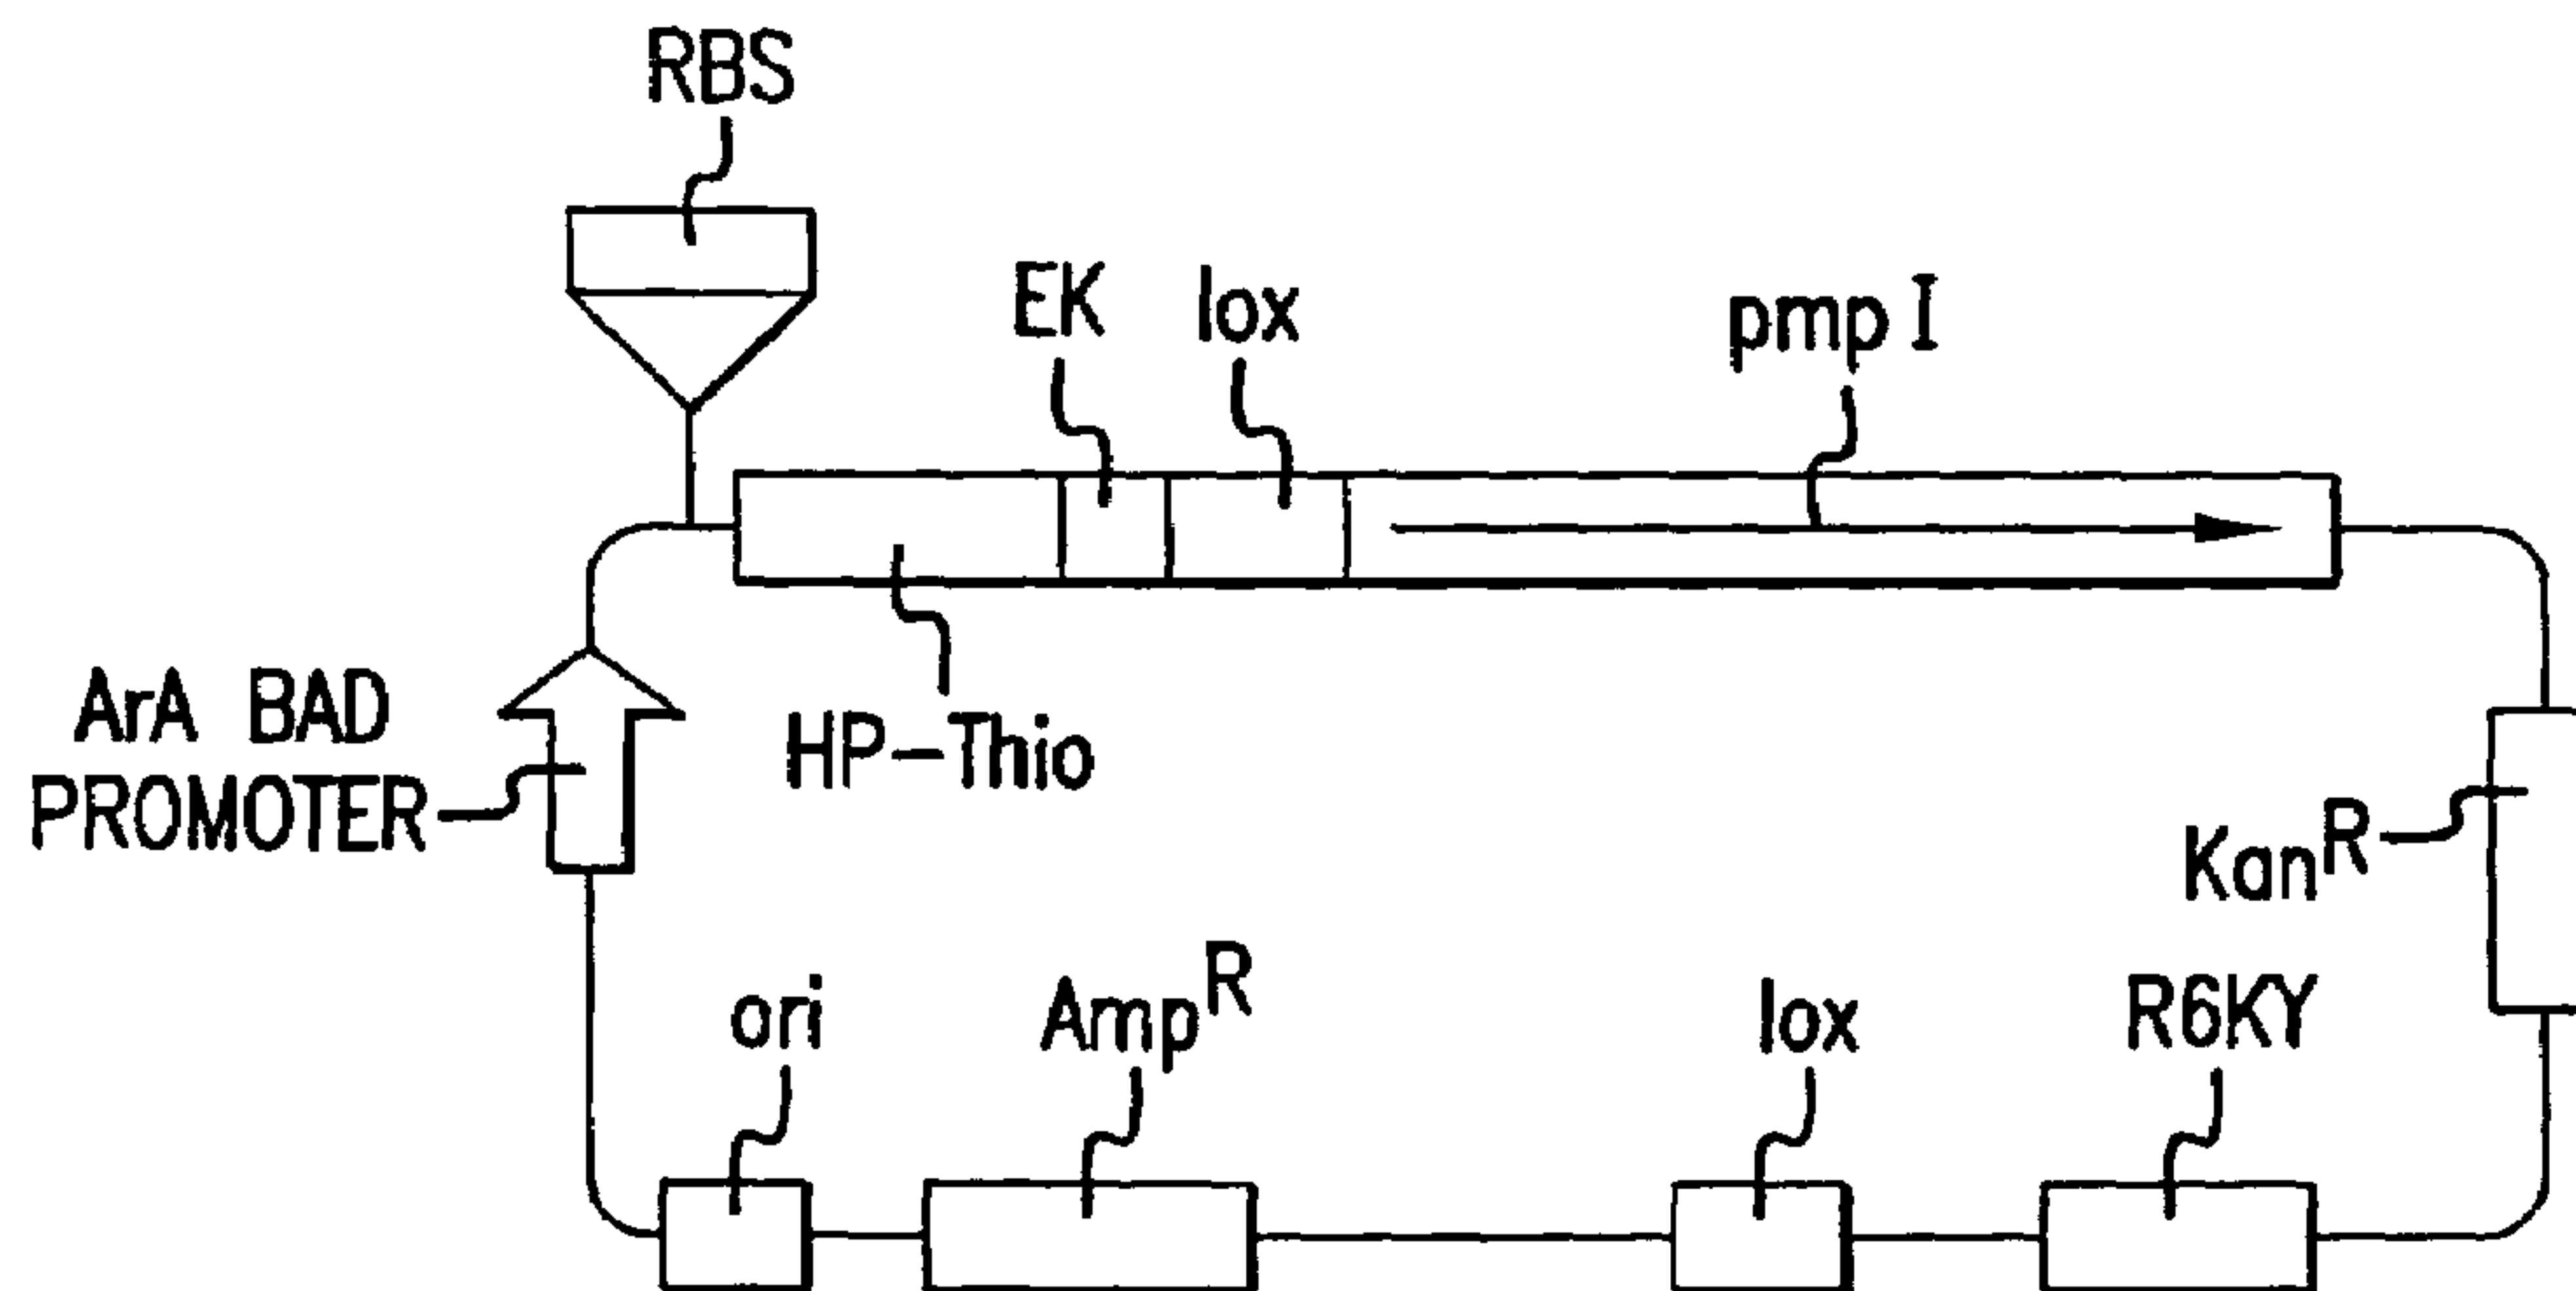 RBS
EK
lox
pmp I
ArA BAD
PROMOTER
HP-Thio
KanR
ori
AmpR
lox
R6KY